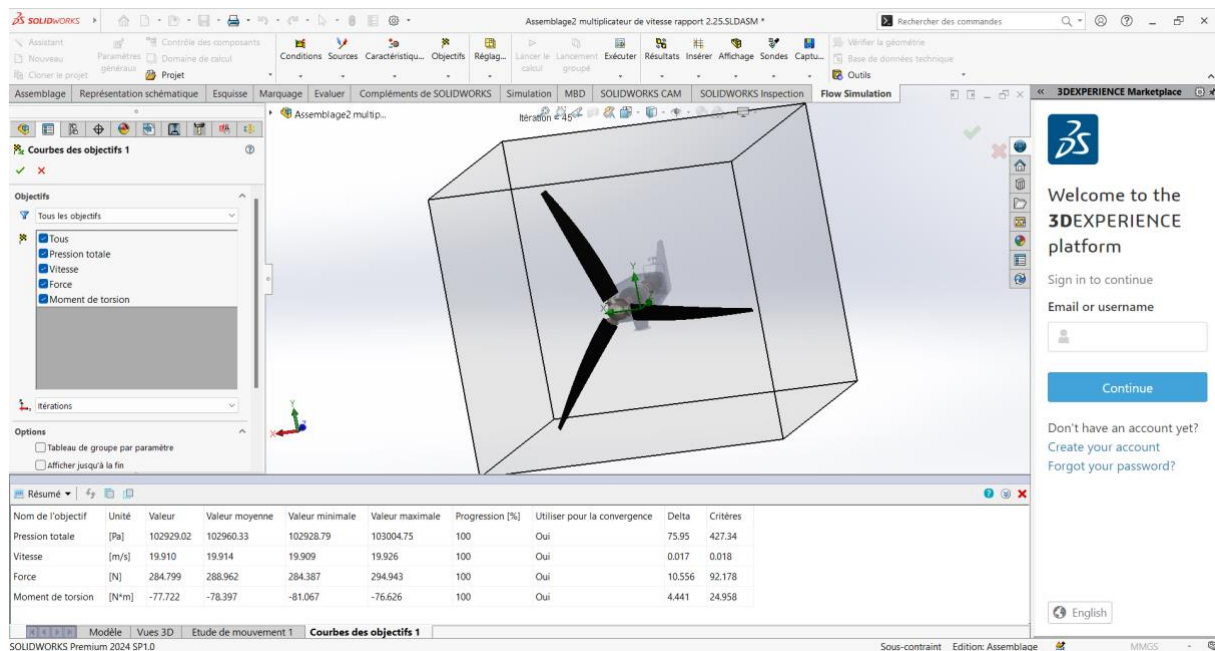 3S SOLIDWORKS
Assemblage2 multiplicateur de vitesse rapport 2.25.SLDASM *
Rechercher des commandes
Assistant
Nouveau
Cloner le projet
Paramètres généraux
Contrôle des composants
Domaine de calcul
Projet
Conditions Sources Caractéristiqu... Objectifs Réglag... Lancer le calcul Lancement groupé Exécuter Résultats Insérer Affichage Sondes Captu...
Vérifier la géométrie
Base de données technique
Outils
Assemblage Représentation schématique Esquisse Marquage Evaluer Compléments de SOLIDWORKS Simulation MBD SOLIDWORKS CAM SOLIDWORKS Inspection Flow Simulation
3DEXPERIENCE Marketplace
Assemblage2 multip...
Itération = 45
Courbes des objectifs 1
Objectifs
Tous les objectifs
Tous
Pression totale
Vitesse
Force
Moment de torsion
Itérations
Options
Tableau de groupe par paramètre
Afficher jusqu'à la fin
Y
X
Y
X
Welcome to the
3DEXPERIENCE
platform
Sign in to continue
Email or username
Continue
Don't have an account yet?
Create your account
Forgot your password?
English
Résumé
Nom de l'objectif Unité Valeur Valeur moyenne Valeur minimale Valeur maximale Progression [%] Utiliser pour la convergence Delta Critères
Pression totale [Pa] 102929.02 102960.33 102928.79 103004.75 100 Oui 75.95 427.34
Vitesse [m/s] 19.910 19.914 19.909 19.926 100 Oui 0.017 0.018
Force [N] 284.799 288.962 284.387 294.943 100 Oui 10.556 92.178
Moment de torsion [N*m] -77.722 -78.397 -81.067 -76.626 100 Oui 4.441 24.958
Modèle Vues 3D Etude de mouvement 1 Courbes des objectifs 1
SOLIDWORKS Premium 2024 SP1.0
Sous-contraint Edition: Assemblage MMGS